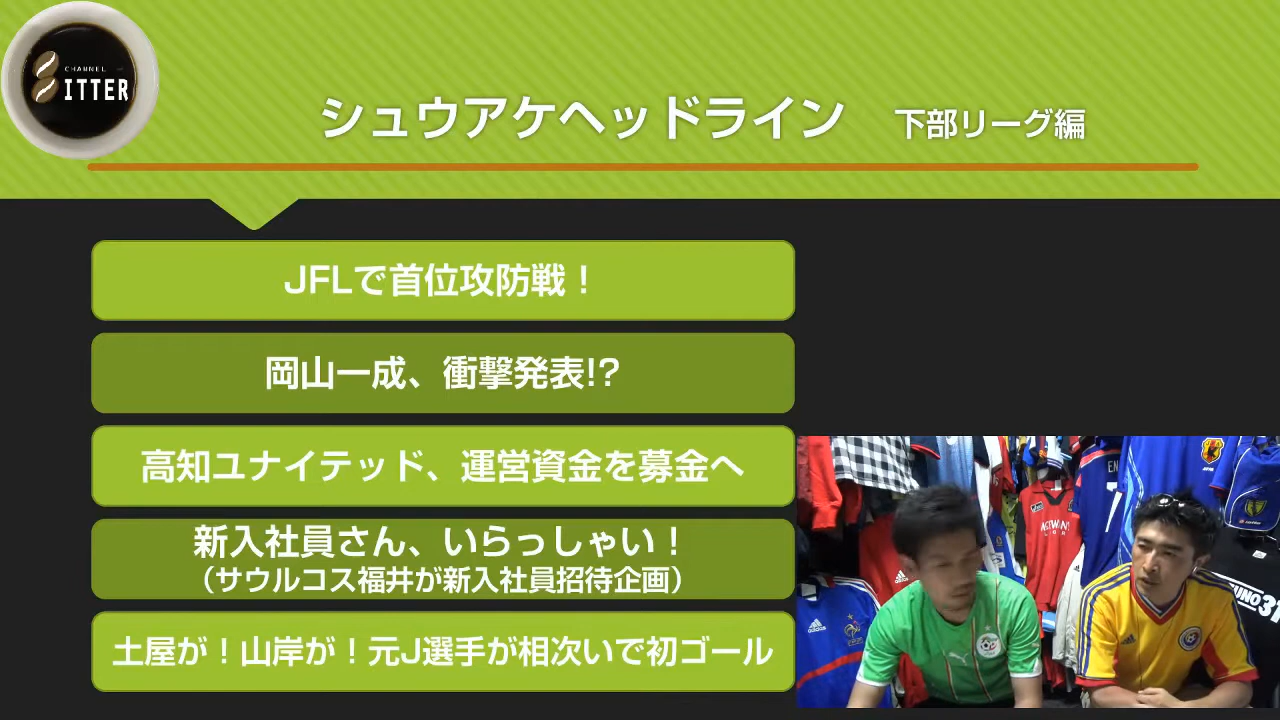 CHANNEL
ITTER
シュウアケヘッドライン 下部リーグ編
JFLで首位攻防戦！
岡山一成、衝撃発表!?
高知ユナイテッド、運営資金を募金へ
新入社員さん、いらっしゃい！
（サウルコス福井が新入社員招待企画）
土屋が！山岸が！元J選手が相次いで初ゴール
adidas